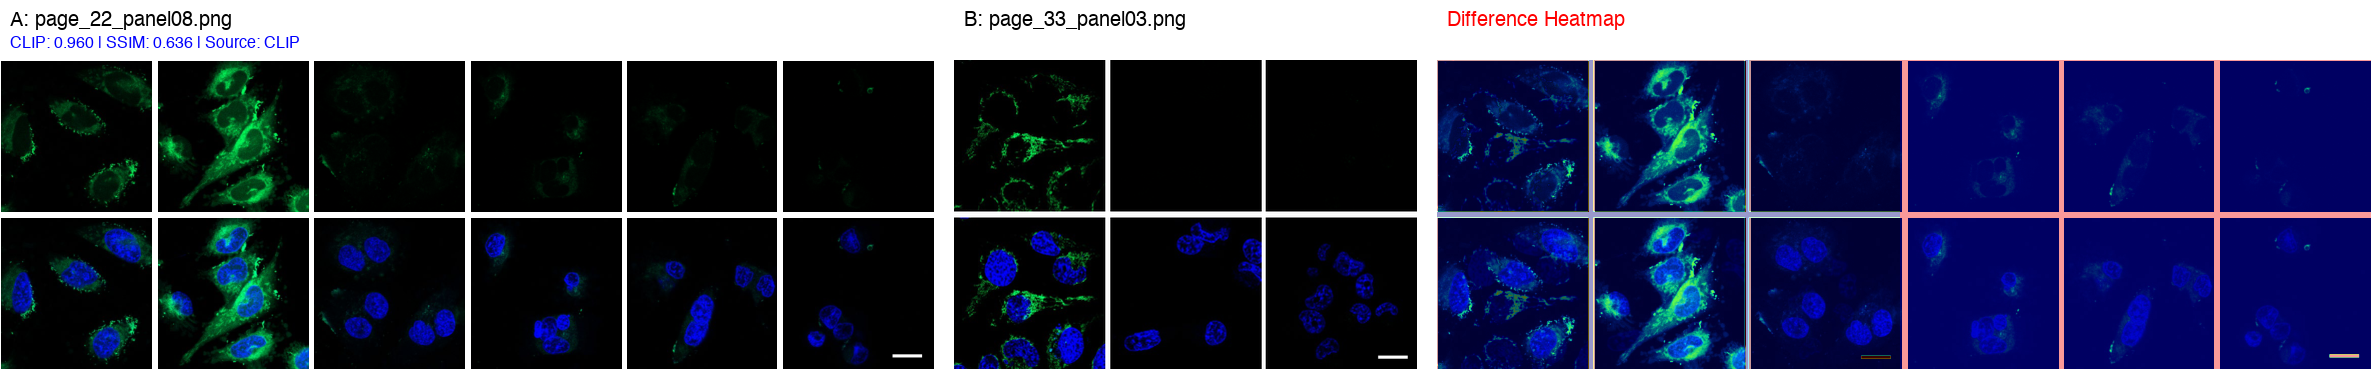 A: page_22_panel08.png
CLIP: 0.960 | SSIM: 0.636 | Source: CLIP
B: page_33_panel03.png
Difference Heatmap